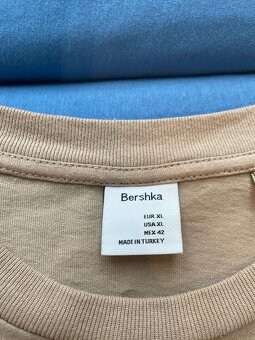 Bershka
EUR XL
USA XL
MEX 42
MADE IN TURKEY